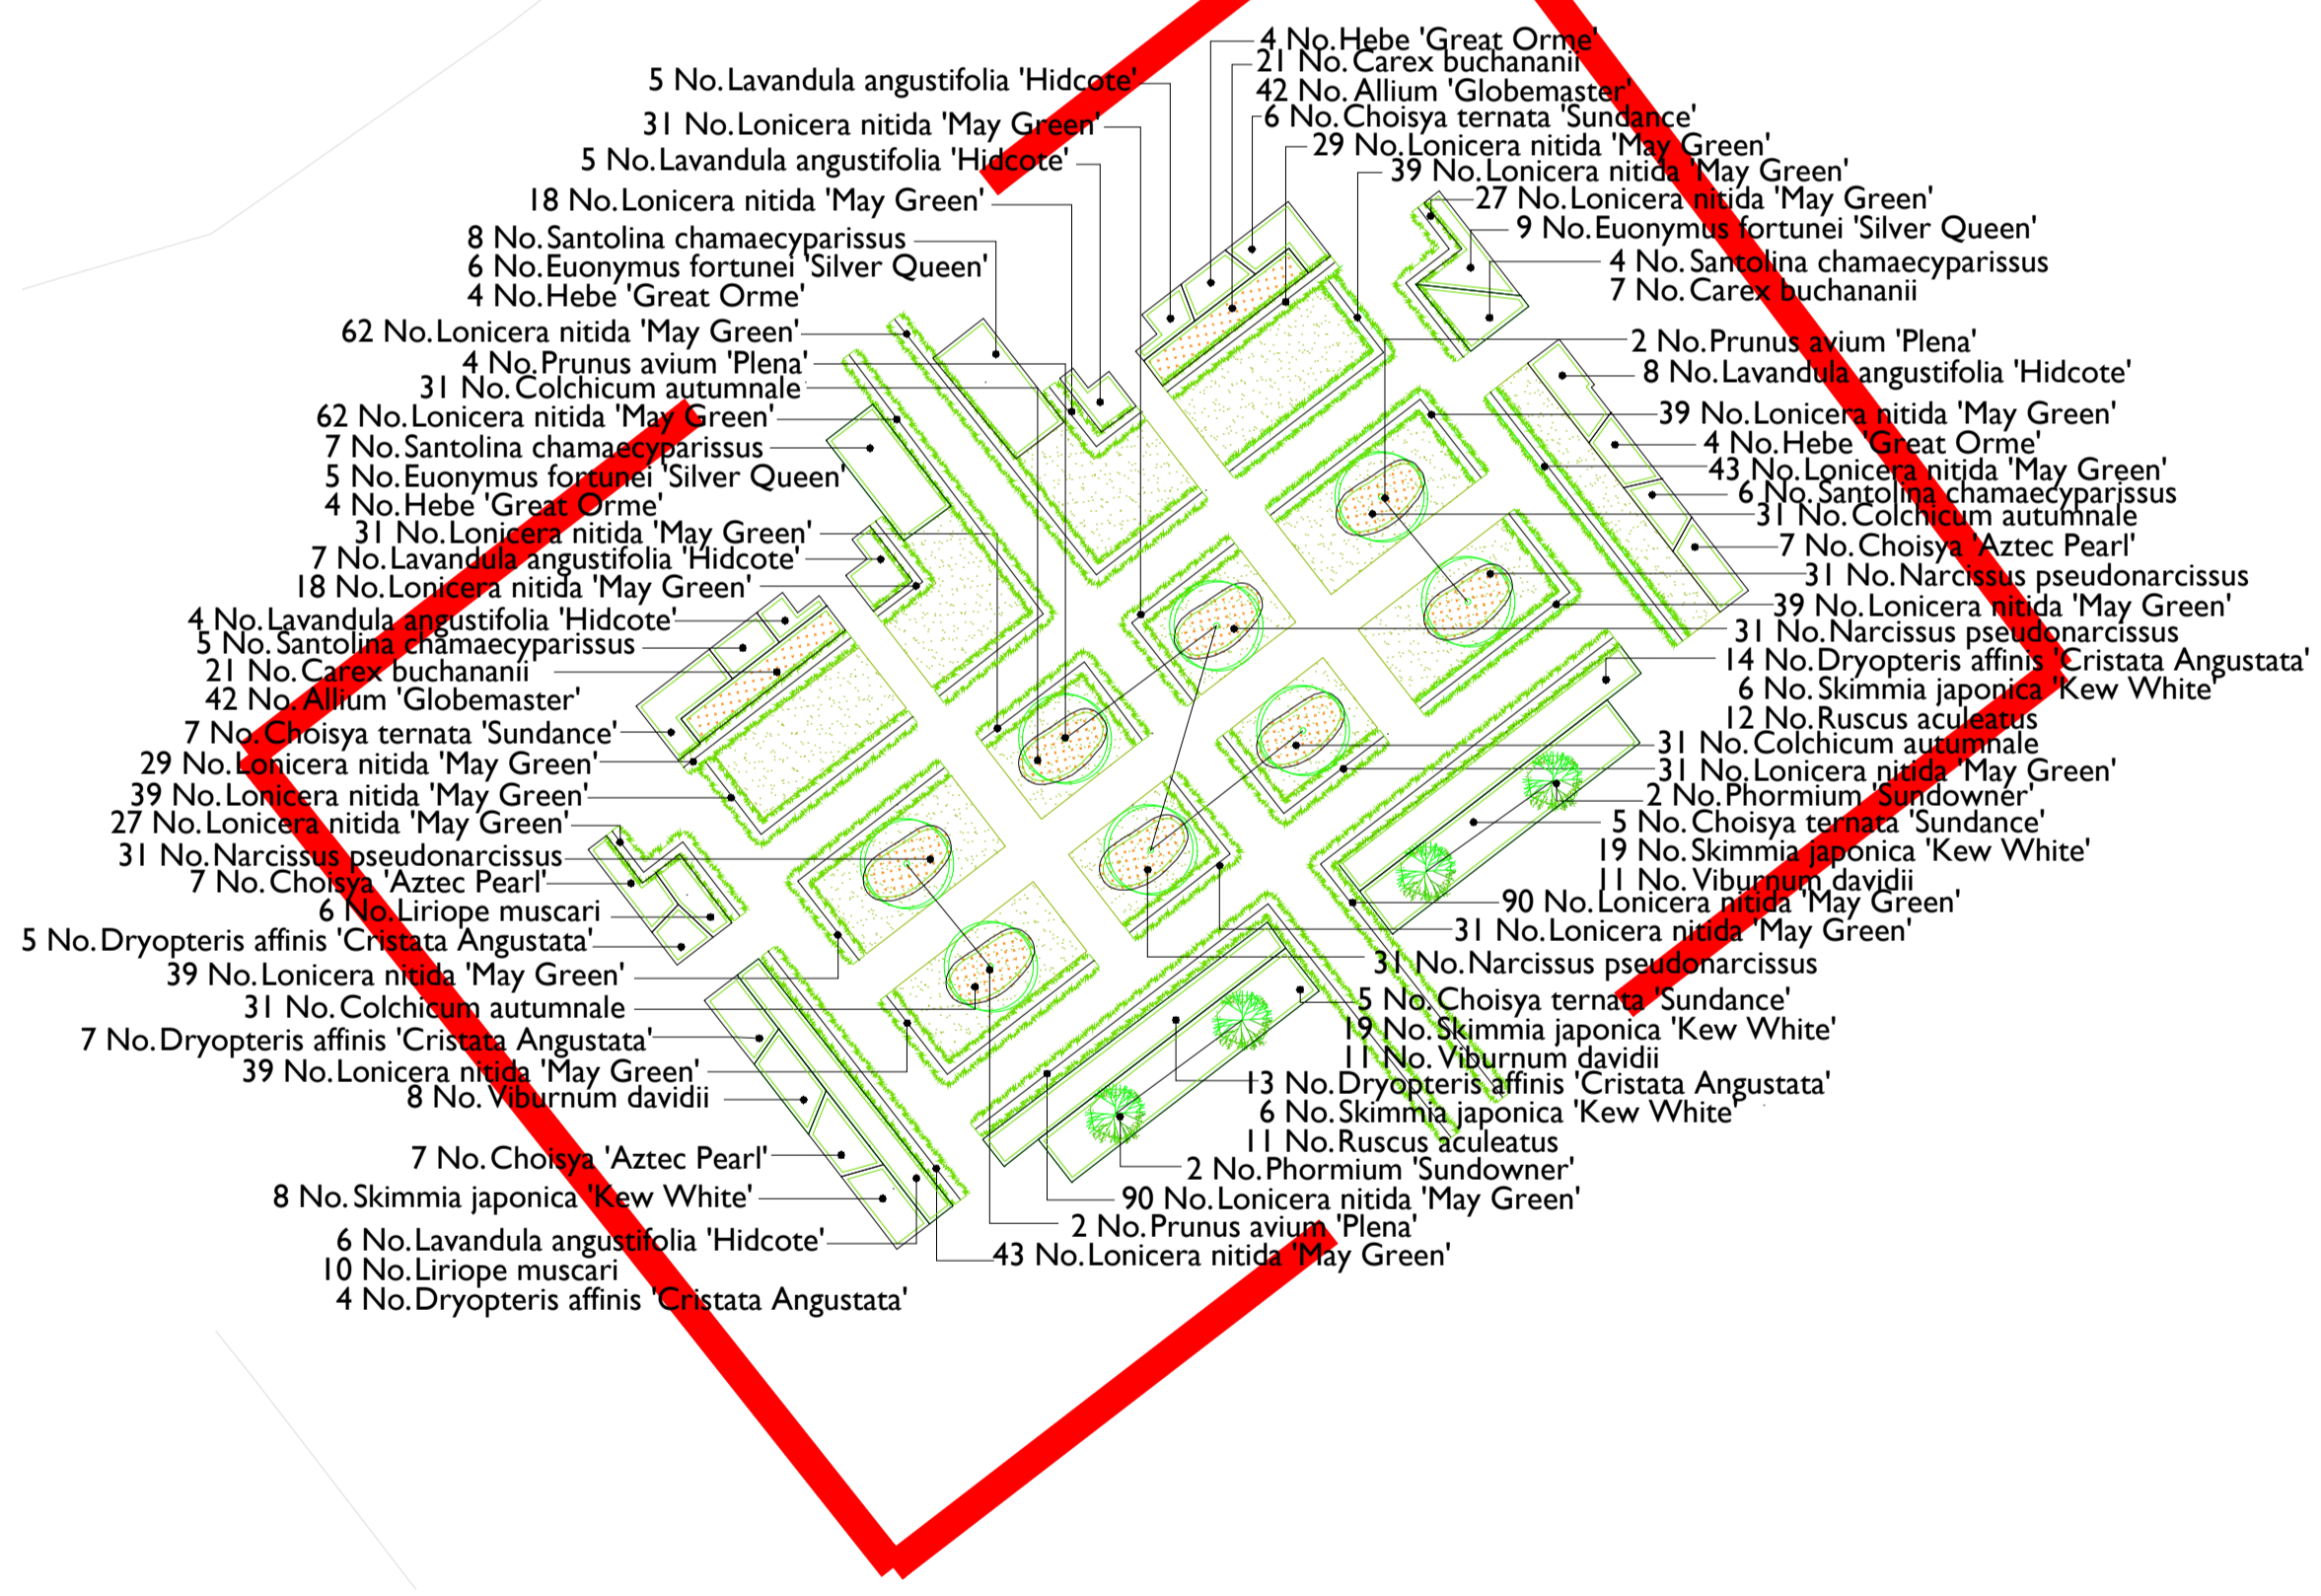 5 No. Lavandula angustifolia 'Hidcote'
31 No. Lonicera nitida 'May Green'
5 No. Lavandula angustifolia 'Hidcote'
18 No. Lonicera nitida 'May Green'
8 No. Santolina chamaecyparissus
6 No. Euonymus fortunei 'Silver Queen'
4 No. Hebe 'Great Orme'
62 No. Lonicera nitida 'May Green'
4 No. Prunus avium 'Plena'
31 No. Colchicum autumnale
62 No. Lonicera nitida 'May Green'
7 No. Santolina chamaecyparissus
5 No. Euonymus fortunei 'Silver Queen'
4 No. Hebe 'Great Orme'
31 No. Lonicera nitida 'May Green'
7 No. Lavandula angustifolia 'Hidcote'
18 No. Lonicera nitida 'May Green'
4 No. Lavandula angustifolia 'Hidcote'
5 No. Santolina chamaecyparissus
21 No. Carex buchananii
42 No. Allium 'Globemaster'
7 No. Choisya ternata 'Sundance'
29 No. Lonicera nitida 'May Green'
39 No. Lonicera nitida 'May Green'
27 No. Lonicera nitida 'May Green'
31 No. Narcissus pseudonarcissus
7 No. Choisya 'Aztec Pearl'
6 No. Liriope muscari
5 No. Dryopteris affinis 'Cristata Angustata'
39 No. Lonicera nitida 'May Green'
31 No. Colchicum autumnale
7 No. Dryopteris affinis 'Cristata Angustata'
39 No. Lonicera nitida 'May Green'
8 No. Viburnum davidii
7 No. Choisya 'Aztec Pearl'
8 No. Skimmia japonica 'Kew White'
6 No. Lavandula angustifolia 'Hidcote'
10 No. Liriope muscari
4 No. Dryopteris affinis 'Cristata Angustata'
4 No. Hebe 'Great Orme'
21 No. Carex buchananii
42 No. Allium 'Globemaster'
6 No. Choisya ternata 'Sundance'
29 No. Lonicera nitida 'May Green'
39 No. Lonicera nitida 'May Green'
27 No. Lonicera nitida 'May Green'
9 No. Euonymus fortunei 'Silver Queen'
4 No. Santolina chamaecyparissus
7 No. Carex buchananii
2 No. Prunus avium 'Plena'
8 No. Lavandula angustifolia 'Hidcote'
39 No. Lonicera nitida 'May Green'
4 No. Hebe 'Great Orme'
43 No. Lonicera nitida 'May Green'
6 No. Santolina chamaecyparissus
31 No. Colchicum autumnale
7 No. Choisya 'Aztec Pearl'
31 No. Narcissus pseudonarcissus
39 No. Lonicera nitida 'May Green'
31 No. Narcissus pseudonarcissus
14 No. Dryopteris affinis 'Cristata Angustata'
6 No. Skimmia japonica 'Kew White'
12 No. Ruscus aculeatus
31 No. Colchicum autumnale
31 No. Lonicera nitida 'May Green'
2 No. Phormium 'Sundowner'
5 No. Choisya ternata 'Sundance'
19 No. Skimmia japonica 'Kew White'
11 No. Viburnum davidii
90 No. Lonicera nitida 'May Green'
31 No. Lonicera nitida 'May Green'
31 No. Narcissus pseudonarcissus
5 No. Choisya ternata 'Sundance'
19 No. Skimmia japonica 'Kew White'
11 No. Viburnum davidii
13 No. Dryopteris affinis 'Cristata Angustata'
6 No. Skimmia japonica 'Kew White'
11 No. Ruscus aculeatus
2 No. Phormium 'Sundowner'
90 No. Lonicera nitida 'May Green'
2 No. Prunus avium 'Plena'
43 No. Lonicera nitida 'May Green'